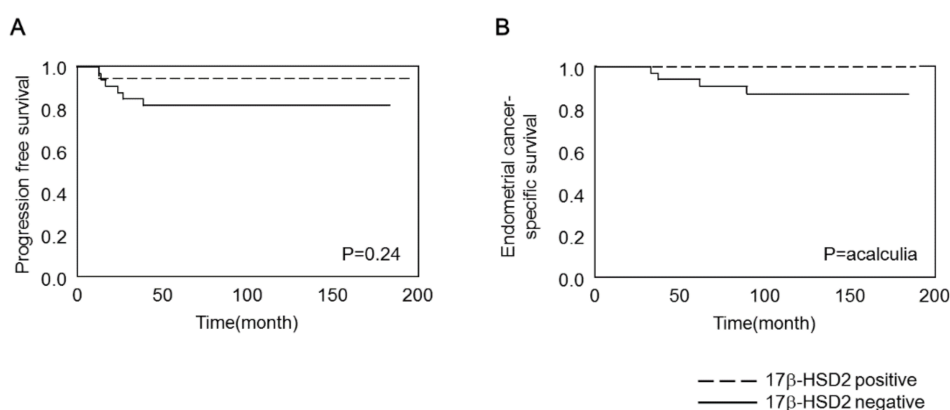 A
Progression free survival
1.0
0.8
0.6
0.4
0.2
0.0
P=0.24
0 50 100 150 200
Time(month)
B
Endometrial cancer-
specific survival
1.0
0.8
0.6
0.4
0.2
0.0
P=acalculia
0 50 100 150 200
Time(month)
17β-HSD2 positive
17β-HSD2 negative